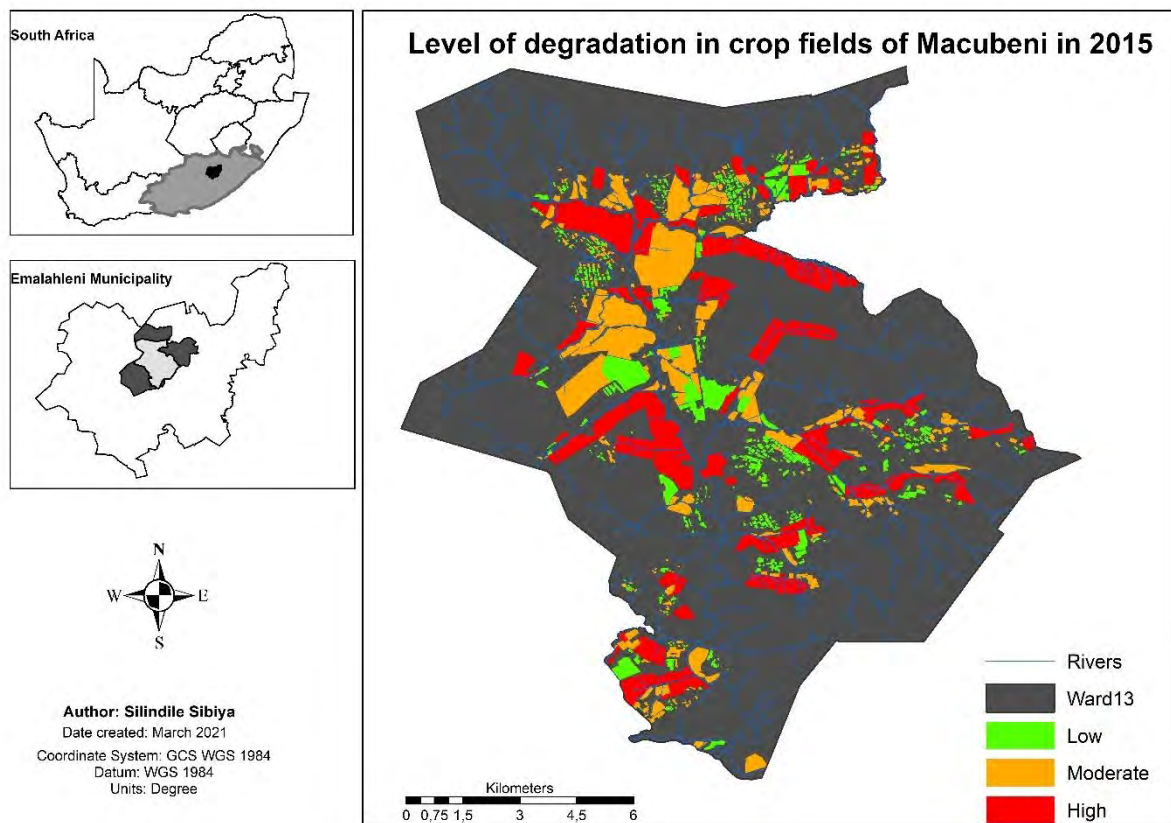 South Africa
Emalahleni Municipality
N
W
E
S
Author: Silindile Sibiya
Date created: March 2021
Coordinate System: GCS WGS 1984
Datum: WGS 1984
Units: Degree
Level of degradation in crop fields of Macubeni in 2015
Rivers
Ward13
Low
Moderate
High
Kilometers
0 0,75 1,5 3 4,5 6